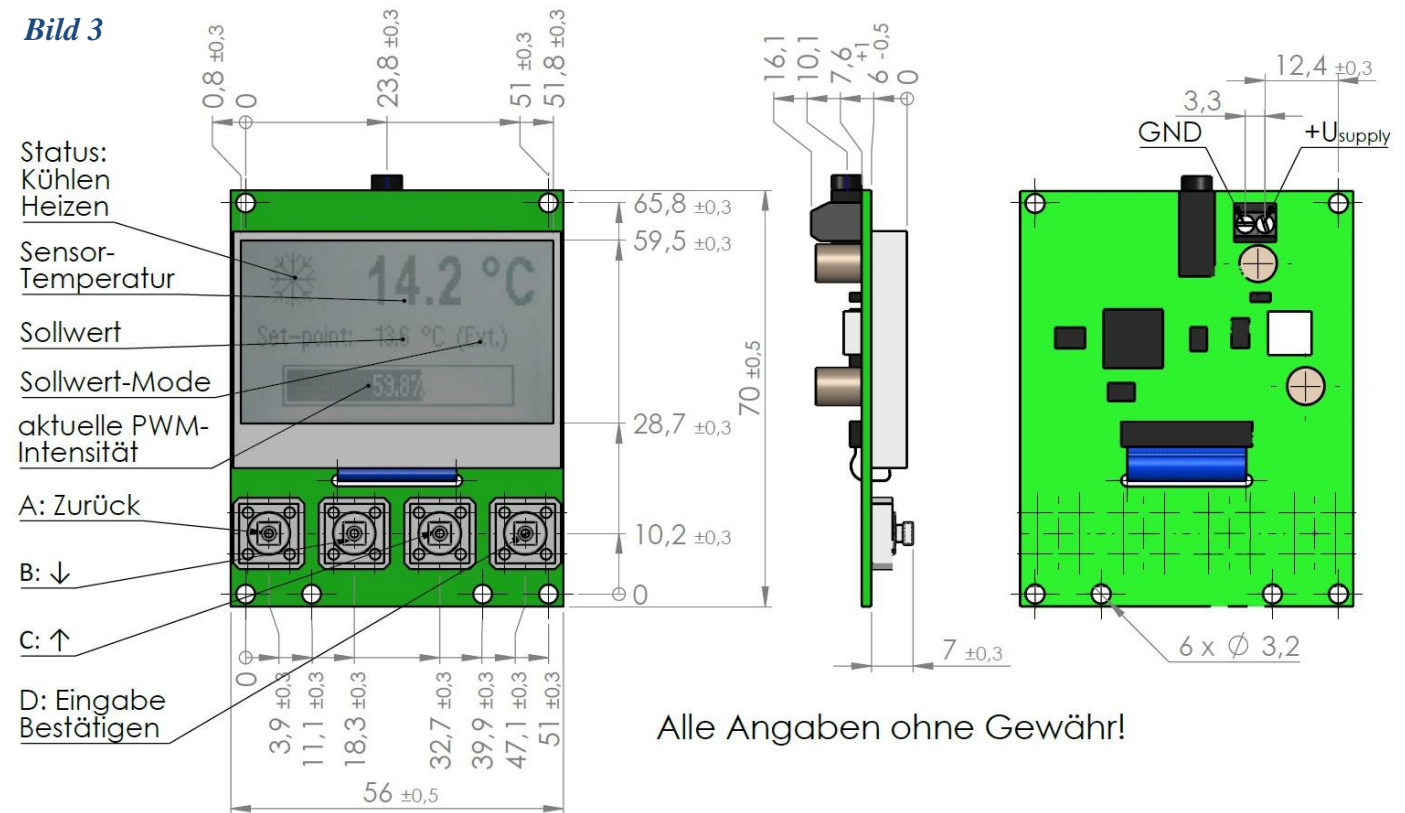 Bild 3
0,8 ±0,3
0
23,8 ±0,3
51 ±0,3
51,8 ±0,3
Status:
Kühlen
Heizen
Sensor-
Temperatur
Sollwert
Sollwert-Mode
aktuelle PWM-
Intensität
A: Zurück
B: ↓
C: ↑
D: Eingabe
Bestätigen
14.2 °C
Set-point: 13.6 °C (Ext.)
59.8%
65,8 ±0,3
59,5 ±0,3
28,7 ±0,3
10,2 ±0,3
0
70 ±0,5
0
3,9 ±0,3
11,1 ±0,3
18,3 ±0,3
32,7 ±0,3
39,9 ±0,3
47,1 ±0,3
51 ±0,3
56 ±0,5
16,1
10,1
7,6
6 +1 -0,5
0
7 ±0,3
12,4 ±0,3
3,3
GND
+Usupply
6 x Ø 3,2
Alle Angaben ohne Gewähr!